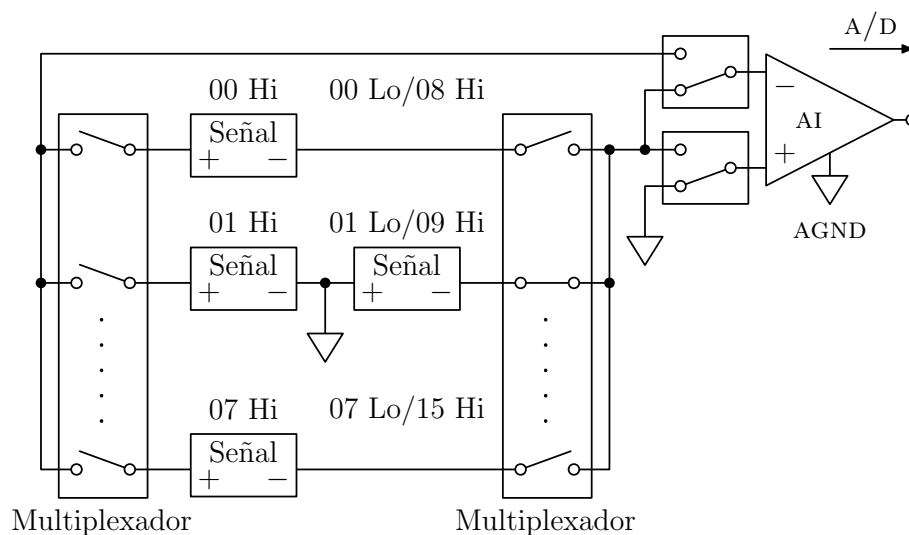 A/D
00 Hi 00 Lo/08 Hi
Señal
+ −
−
AI
+
AGND
01 Hi 01 Lo/09 Hi
Señal Señal
+ − + −
07 Hi 07 Lo/15 Hi
Señal
+ −
Multiplexador Multiplexador